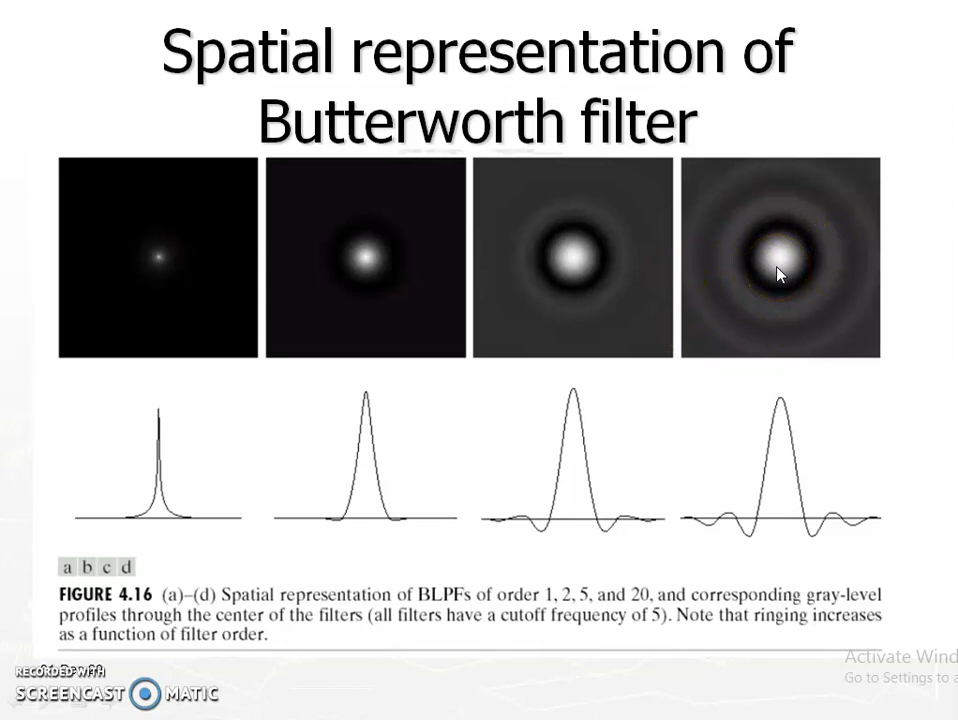 Spatial representation of
Butterworth filter
a b c d
FIGURE 4.16 (a)–(d) Spatial representation of BLPFs of order 1, 2, 5, and 20, and corresponding gray-level
profiles through the center of the filters (all filters have a cutoff frequency of 5). Note that ringing increases
as a function of filter order.
RECORDED WITH
SCREENCAST MATIC
Activate Wind
Go to Settings to a